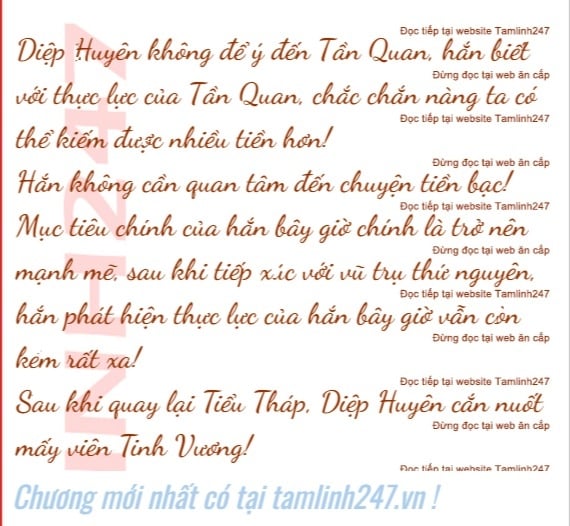 Đọc tiếp tại website Tamlinh247
Diệp Huyên không để ý đến Tần Quan, hắn biết
Đừng đọc tại web ăn cắp
với thực lực của Tần Quan, chắc chắn nàng ta có
Đọc tiếp tại website Tamlinh247
thể kiếm được nhiều tiền hơn!
Đừng đọc tại web ăn cắp
Hắn không cần quan tâm đến chuyện tiền bạc!
Đọc tiếp tại website Tamlinh247
Mục tiêu chính của hắn bây giờ chính là trở nên
Đừng đọc tại web ăn cắp
mạnh mẽ, sau khi tiếp xúc với vũ trụ thứ nguyên,
Đọc tiếp tại website Tamlinh247
hắn phát hiện thực lực của hắn bây giờ vẫn còn
Đừng đọc tại web ăn cắp
kém rất xa!
Đọc tiếp tại website Tamlinh247
Sau khi quay lại Tiểu Tháp, Diệp Huyên cắn nuốt
Đừng đọc tại web ăn cắp
mấy viên Tinh Vương!
Đọc tiếp tại website Tamlinh247
INH247
Chương mới nhất có tại tamlinh247.vn !